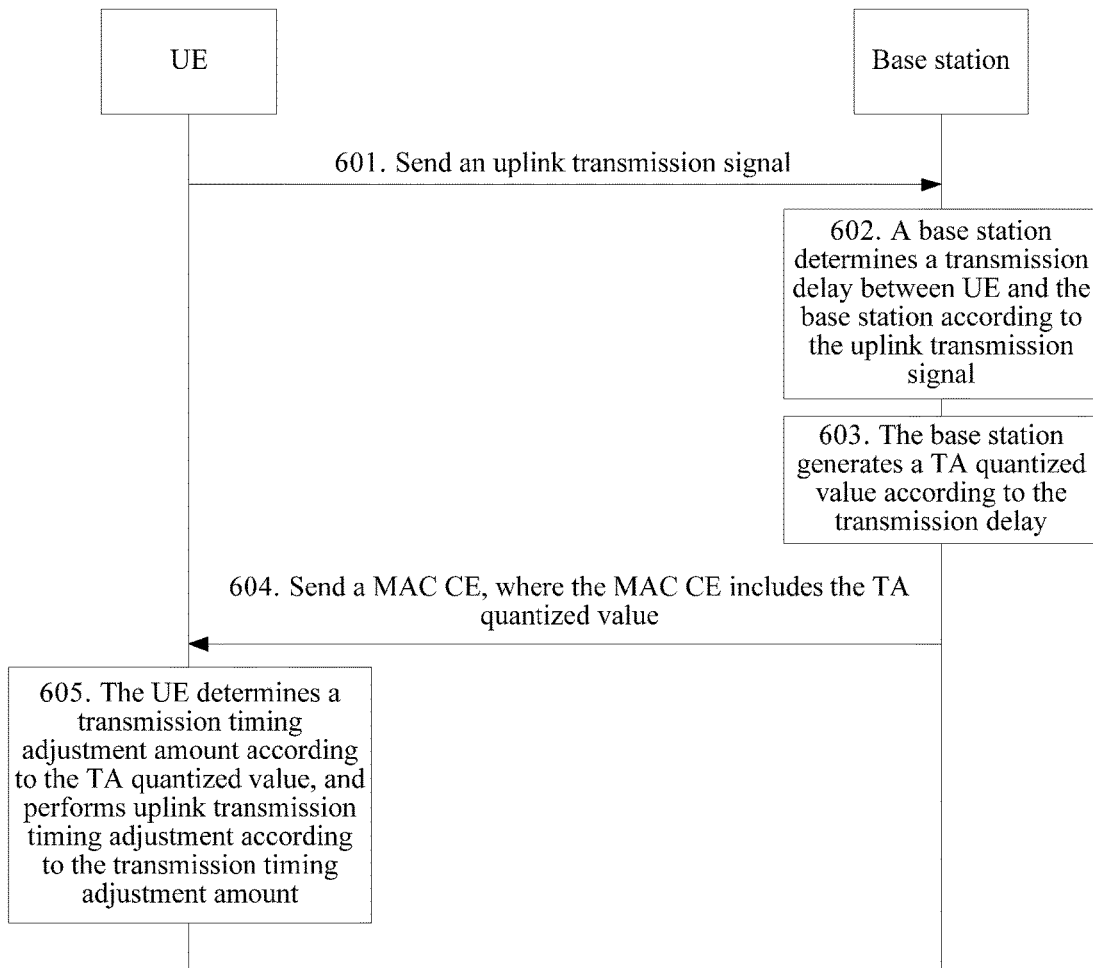 UE
Base station
601. Send an uplink transmission signal
602. A base station
determines a transmission
delay between UE and the
base station according to
the uplink transmission
signal
603. The base station
generates a TA quantized
value according to the
transmission delay
604. Send a MAC CE, where the MAC CE includes the TA
quantized value
605. The UE determines a
transmission timing
adjustment amount according
to the TA quantized value, and
performs uplink transmission
timing adjustment according
to the transmission timing
adjustment amount